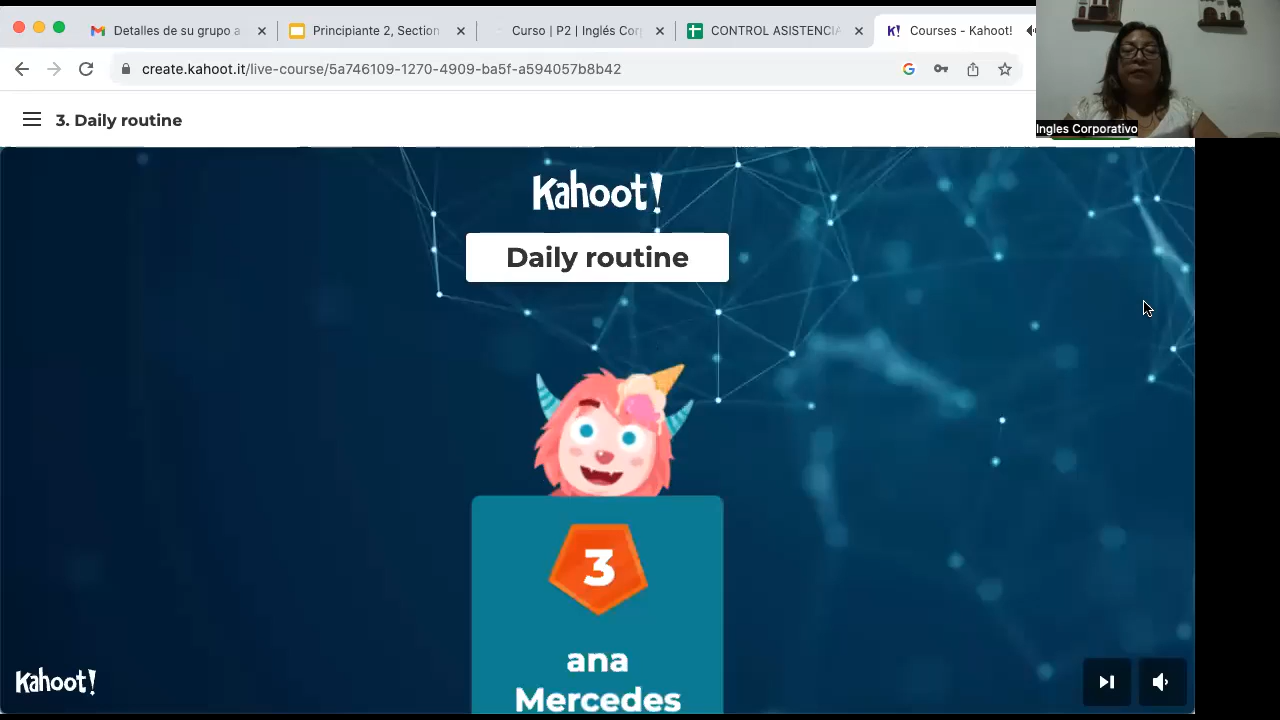 Detalles de su grupo a
Principiante 2, Section
Curso | P2 | Inglés Cor
CONTROL ASISTENCIA
K! Courses - Kahoot!
create.kahoot.it/live-course/5a746109-1270-4909-ba5f-a594057b8b42
3. Daily routine
Ingles Corporativo
Kahoot!
Daily routine
3
ana
Mercedes
Kahoot!